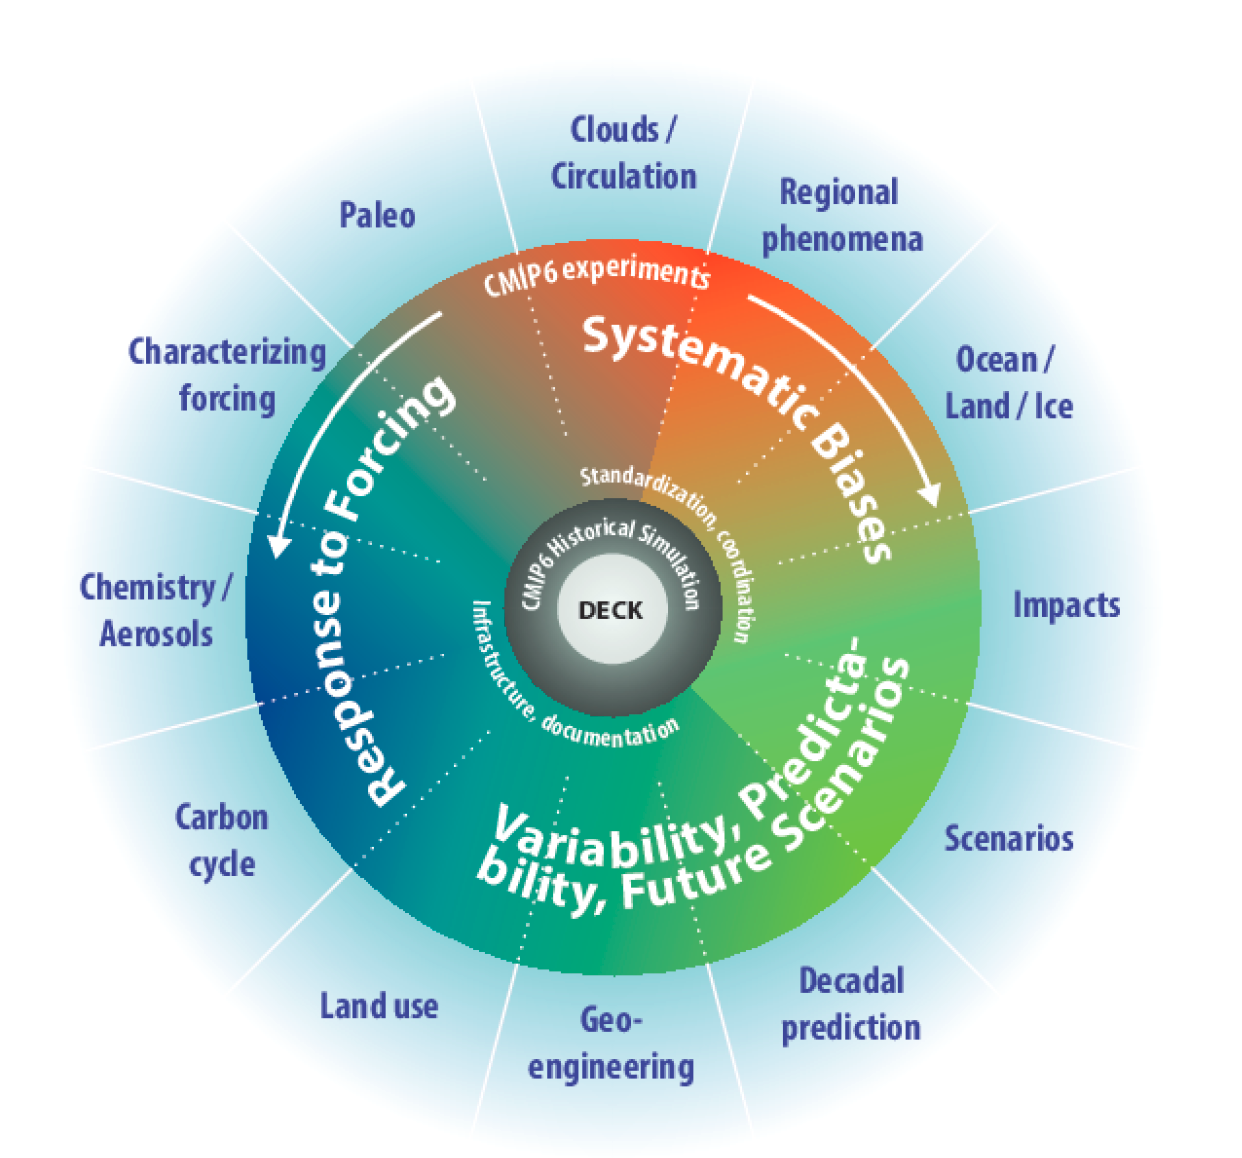 Clouds /
Circulation
Regional
phenomena
Ocean /
Land / Ice
Impacts
Scenarios
Decadal
prediction
Geo-
engineering
Land use
Carbon
cycle
Chemistry /
Aerosols
Characterizing
forcing
Paleo
CMIP6 experiments
Systematic Biases
Variability, Predicta-
bility, Future Scenarios
Response to Forcing
Standardization, coordination
Infrastructure, documentation
CMIP6 Historical Simulation
DECK